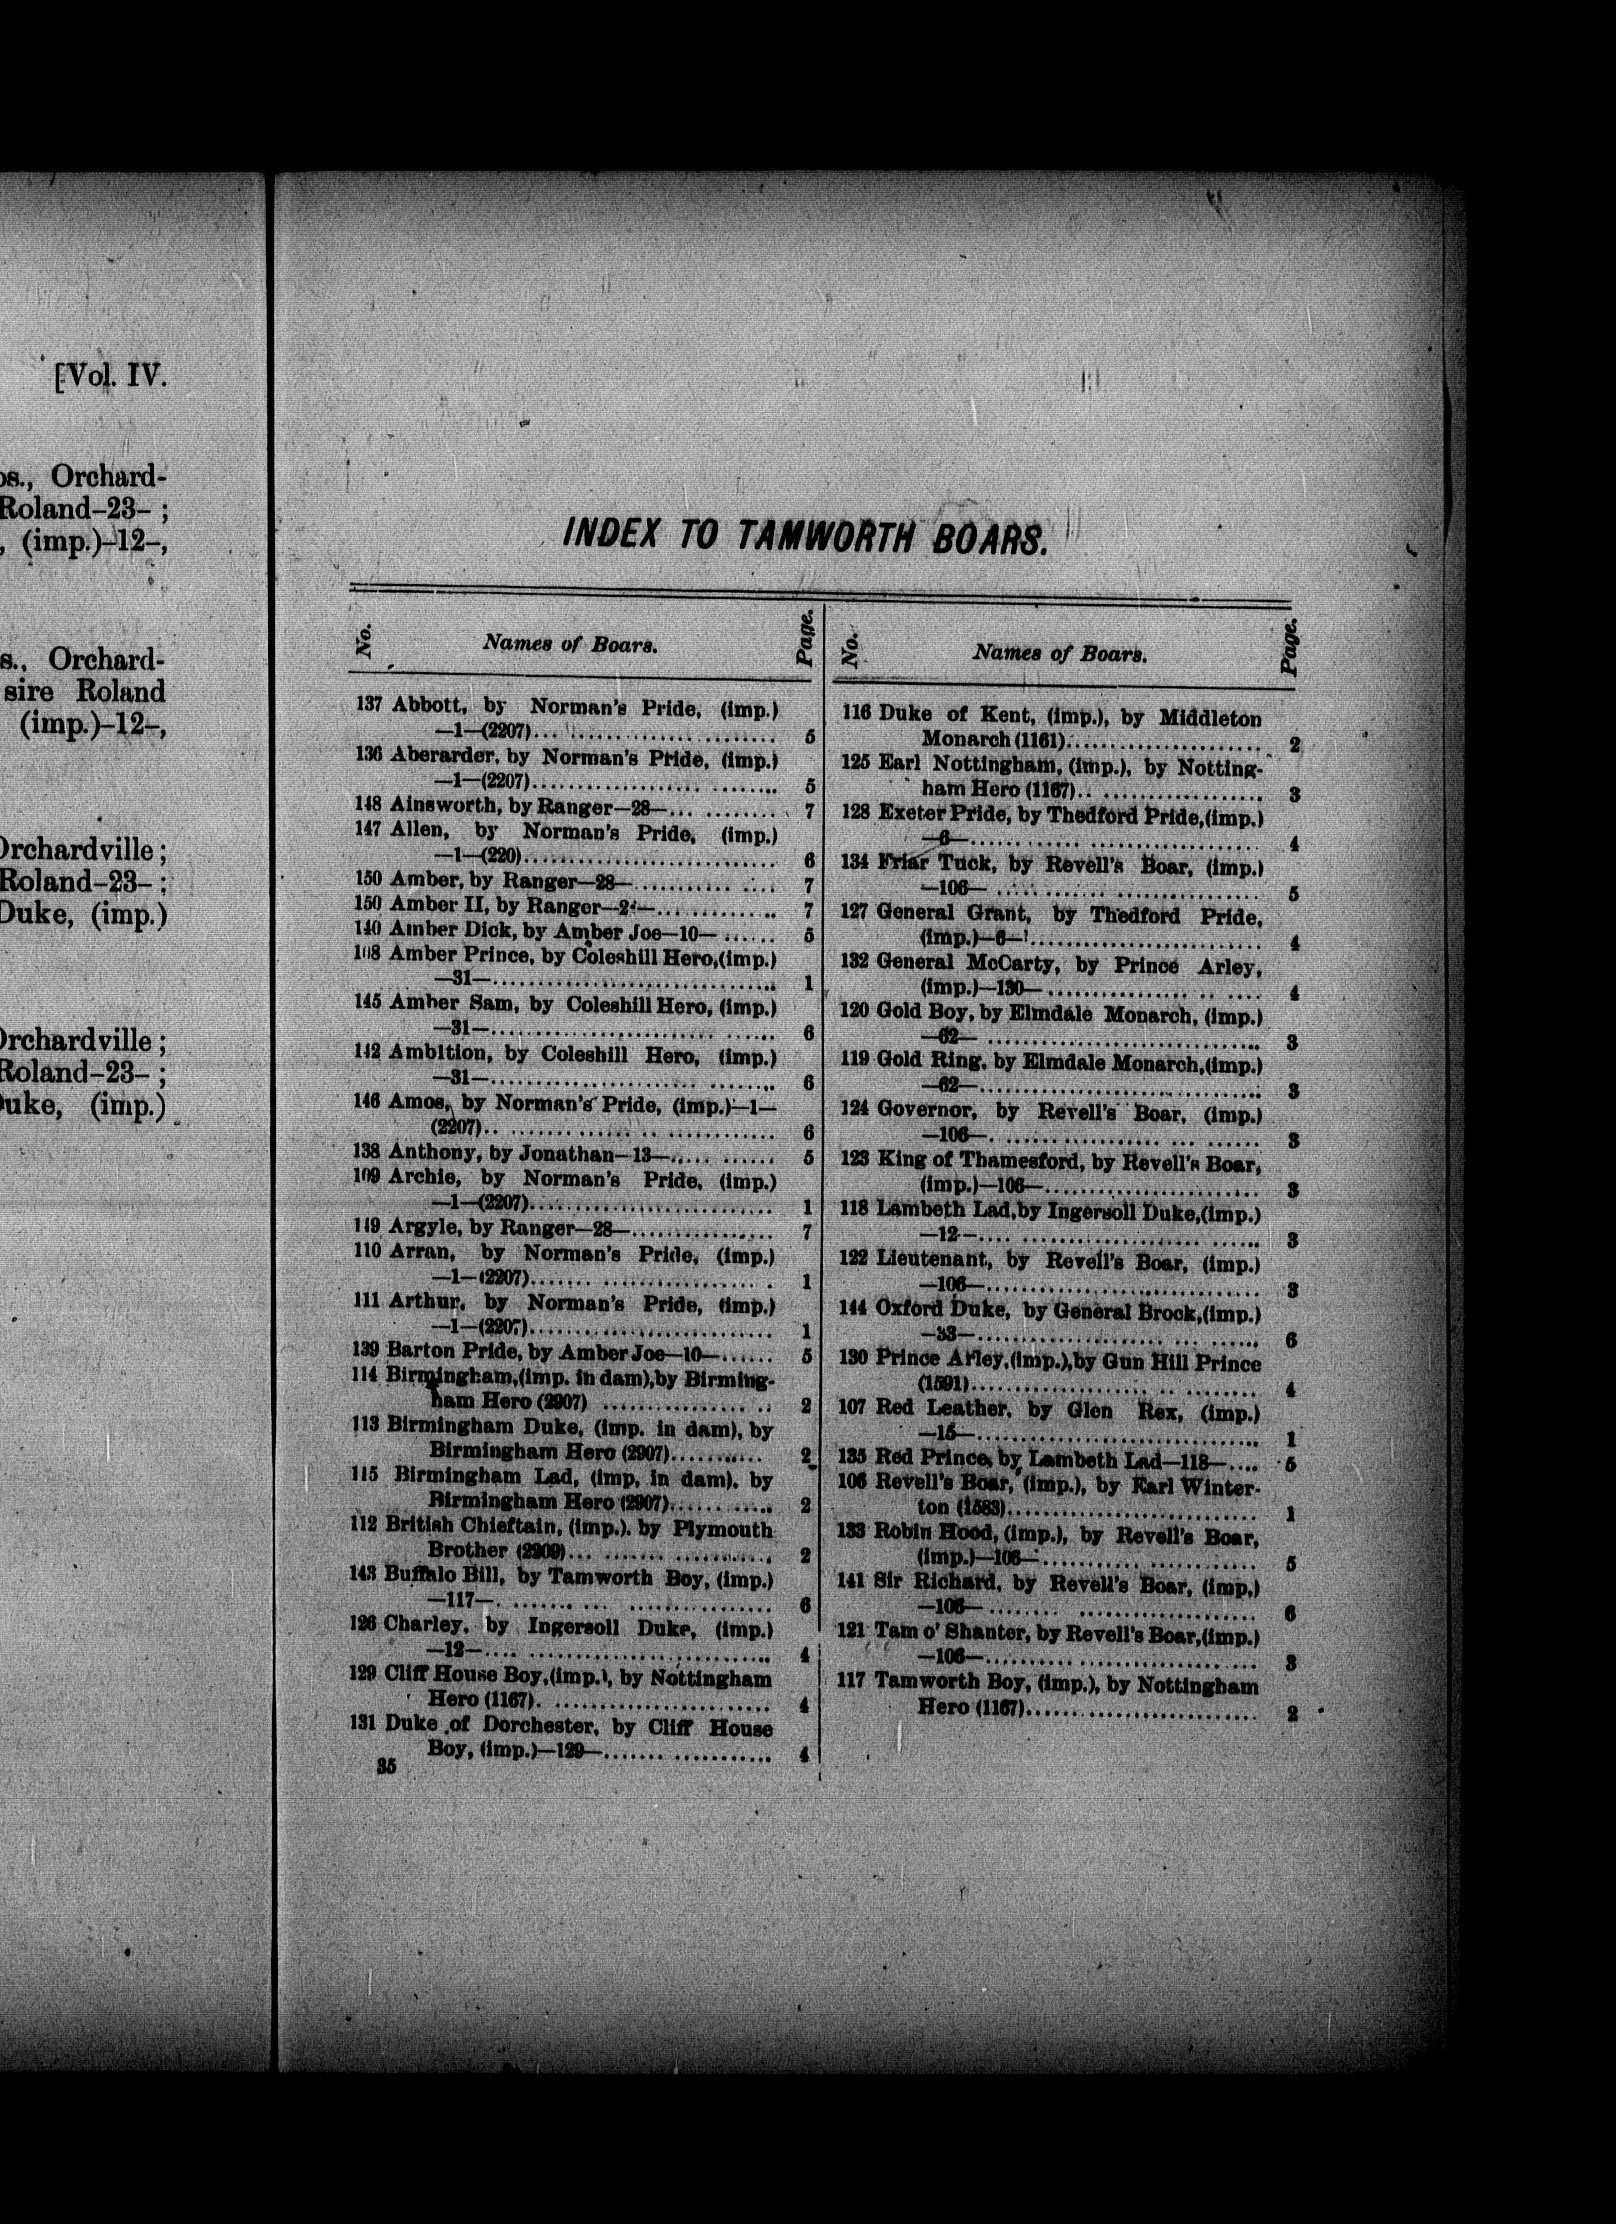 [Vol. IV.
os., Orchard-
Roland-23- ;
, (imp.)-12-,
s., Orchard-
sire Roland
(imp.)-12-,
Orchardville ;
Roland-23- ;
Duke, (imp.)
Orchardville ;
Roland-23- ;
Duke, (imp.)
INDEX TO TAMWORTH BOARS.
No. Names of Boars. Page.
137 Abbott, by Norman's Pride, (imp.)
—1—(2207)... 5
136 Aberarder, by Norman's Pride, (imp.)
—1—(2207)... 5
148 Ainsworth, by Ranger—28—... 7
147 Allen, by Norman's Pride, (imp.)
—1—(220)... 6
150 Amber, by Ranger—28—... 7
150 Amber II, by Ranger—2 —... 7
140 Amber Dick, by Amber Joe—10—... 5
108 Amber Prince, by Coleshill Hero,(imp.)
—31—... 1
145 Amber Sam, by Coleshill Hero, (imp.)
—31—... 6
142 Ambition, by Coleshill Hero, (imp.)
—31—... 6
146 Amos, by Norman's Pride, (imp.)—1—
(2207)... 6
138 Anthony, by Jonathan—13—... 5
109 Archie, by Norman's Pride, (imp.)
—1—(2207)... 1
149 Argyle, by Ranger—28—... 7
110 Arran, by Norman's Pride, (imp.)
—1—(2207)... 1
111 Arthur, by Norman's Pride, (imp.)
—1—(2207)... 1
139 Barton Pride, by Amber Joe—10—... 5
114 Birmingham,(imp. in dam),by Birming-
ham Hero (2907)... 2
113 Birmingham Duke, (imp. in dam), by
Birmingham Hero (2907)... 2
115 Birmingham Lad, (imp, in dam). by
Birmingham Hero (2907)... 2
112 British Chieftain, (imp.). by Plymouth
Brother (2209)... 2
143 Buffalo Bill, by Tamworth Boy, (imp.)
—117—... 6
126 Charley, by Ingersoll Duke, (imp.)
—12—... 4
129 Cliff House Boy,(imp.), by Nottingham
Hero (1167)... 4
131 Duke of Dorchester, by Cliff House
Boy, (imp.)—129—... 4
35
No. Names of Boars. Page.
116 Duke of Kent, (imp.), by Middleton
Monarch (1161)... 2
125 Earl Nottingham, (imp.), by Notting-
ham Hero (1167)... 3
128 Exeter Pride, by Thedford Pride,(imp.)
—6—... 4
134 Friar Tuck, by Revell's Boar, (imp.)
—106—... 5
127 General Grant, by Thedford Pride,
(imp.)—6—... 4
132 General McCarty, by Prince Arley,
(imp.)—130—... 4
120 Gold Boy, by Elmdale Monarch, (imp.)
—62—... 3
119 Gold Ring, by Elmdale Monarch,(imp.)
—62—... 3
124 Governor, by Revell's Boar, (imp.)
—106—... 3
123 King of Thamesford, by Revell's Boar,
(imp.)—106—... 3
118 Lambeth Lad,by Ingersoll Duke,(imp.)
—12—... 3
122 Lieutenant, by Revell's Boar, (imp.)
—106—... 3
144 Oxford Duke, by General Brock,(imp.)
—33—... 6
130 Prince Arley,(imp.),by Gun Hill Prince
(1591)... 4
107 Red Leather, by Glen Rex, (imp.)
—15—... 1
135 Red Prince, by Lambeth Lad—118—... 5
106 Revell's Boar, (imp.), by Earl Winter-
ton (1583)... 1
133 Robin Hood, (imp.), by Revell's Boar,
(imp.)—106—... 5
141 Sir Richard, by Revell's Boar, (imp,)
—106—... 6
121 Tam o' Shanter, by Revell's Boar,(imp.)
—106—... 3
117 Tamworth Boy, (imp.), by Nottingham
Hero (1167)... 2